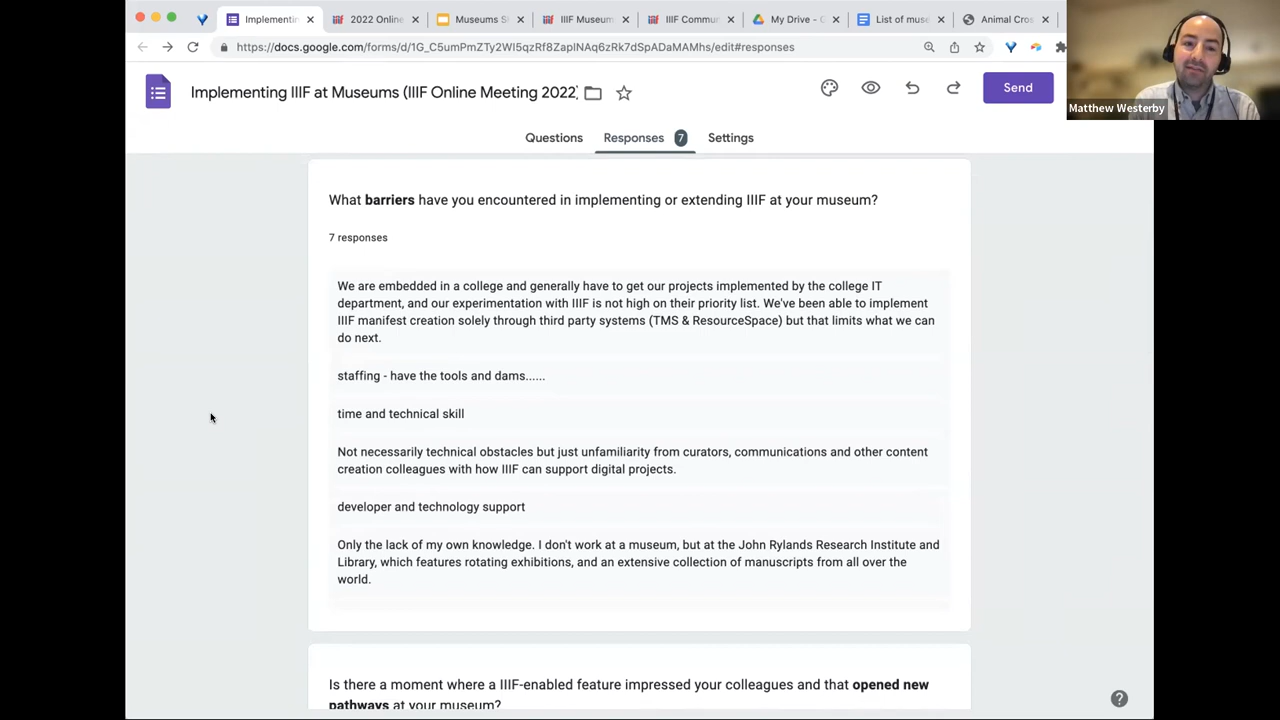 Implementin
2022 Online
Museums S
IIIF Museum
IIIF Commun
My Drive - G
List of muse
Animal Cros
https://docs.google.com/forms/d/1G_C5umPmZTy2WI5qzRf8ZapINAq6zRk7dSpADaMAMhs/edit#responses
Implementing IIIF at Museums (IIIF Online Meeting 2022)
Send
Matthew Westerby
Questions
Responses 7
Settings
What barriers have you encountered in implementing or extending IIIF at your museum?
7 responses
We are embedded in a college and generally have to get our projects implemented by the college IT
department, and our experimentation with IIIF is not high on their priority list. We've been able to implement
IIIF manifest creation solely through third party systems (TMS & ResourceSpace) but that limits what we can
do next.
staffing - have the tools and dams......
time and technical skill
Not necessarily technical obstacles but just unfamiliarity from curators, communications and other content
creation colleagues with how IIIF can support digital projects.
developer and technology support
Only the lack of my own knowledge. I don't work at a museum, but at the John Rylands Research Institute and
Library, which features rotating exhibitions, and an extensive collection of manuscripts from all over the
world.
Is there a moment where a IIIF-enabled feature impressed your colleagues and that opened new
pathways at your museum?